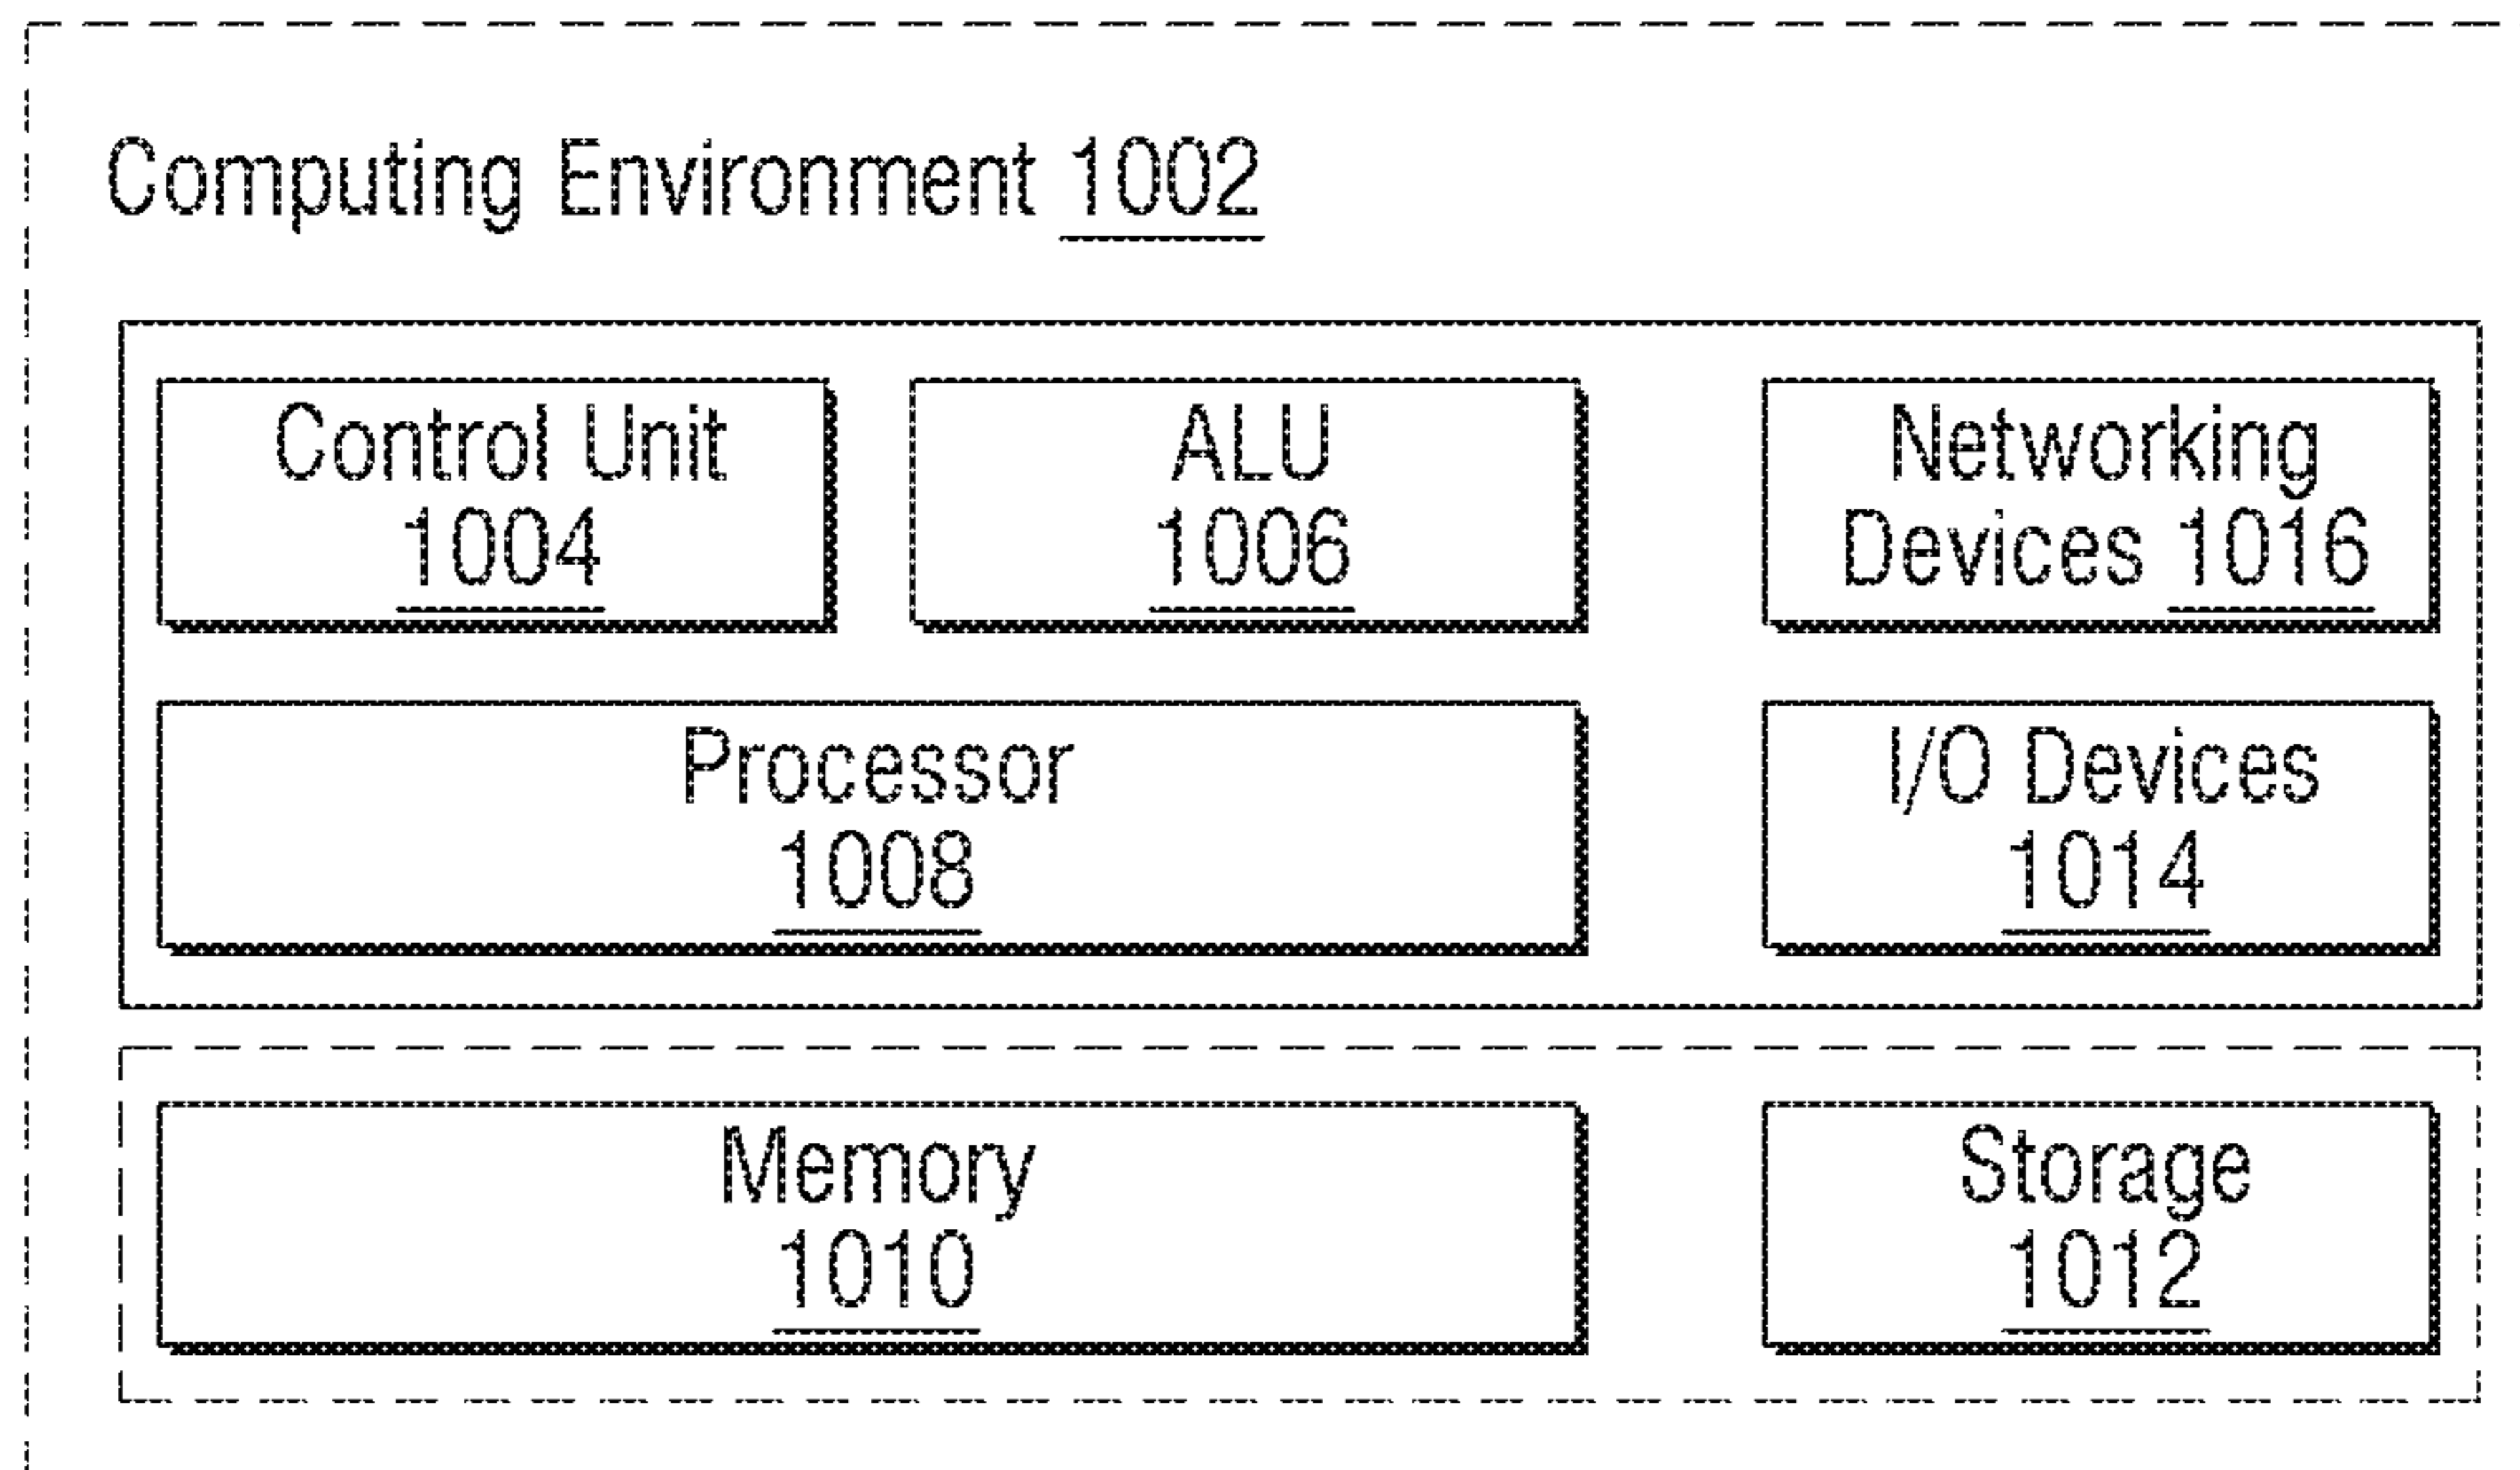 Computing Environment 1002
Control Unit
1004
ALU
1006
Networking
Devices 1016
Processor
1008
I/O Devices
1014
Memory
1010
Storage
1012